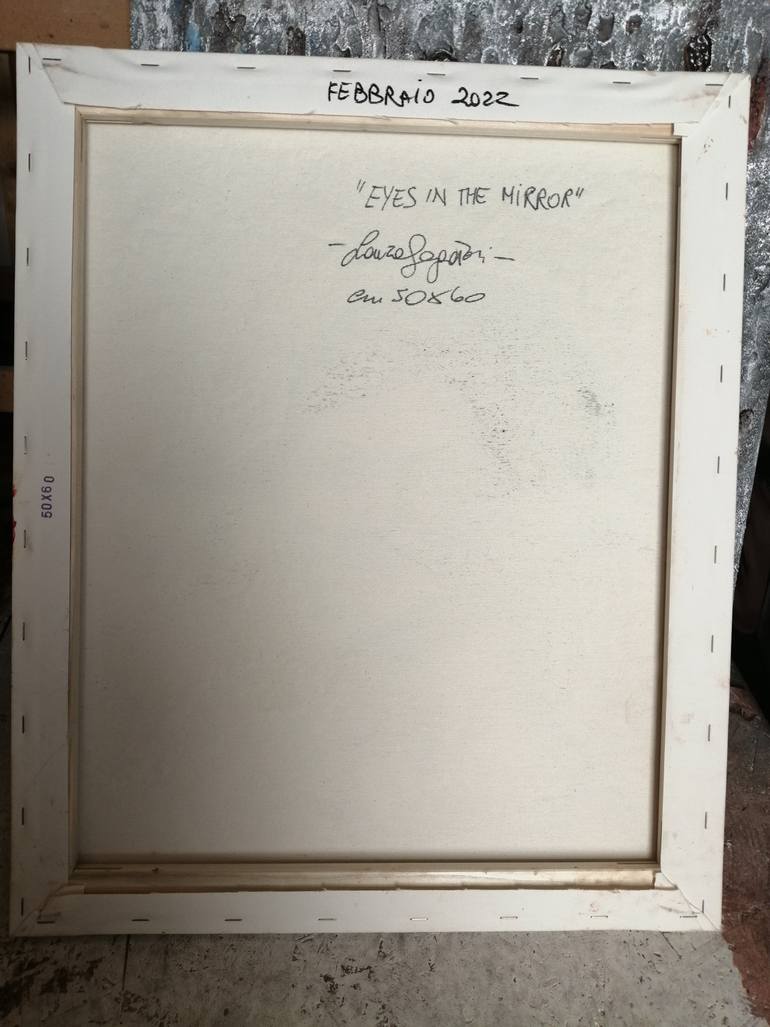 FEBBRAIO 2022
"EYES IN THE MIRROR"
cm 50x60
50X60